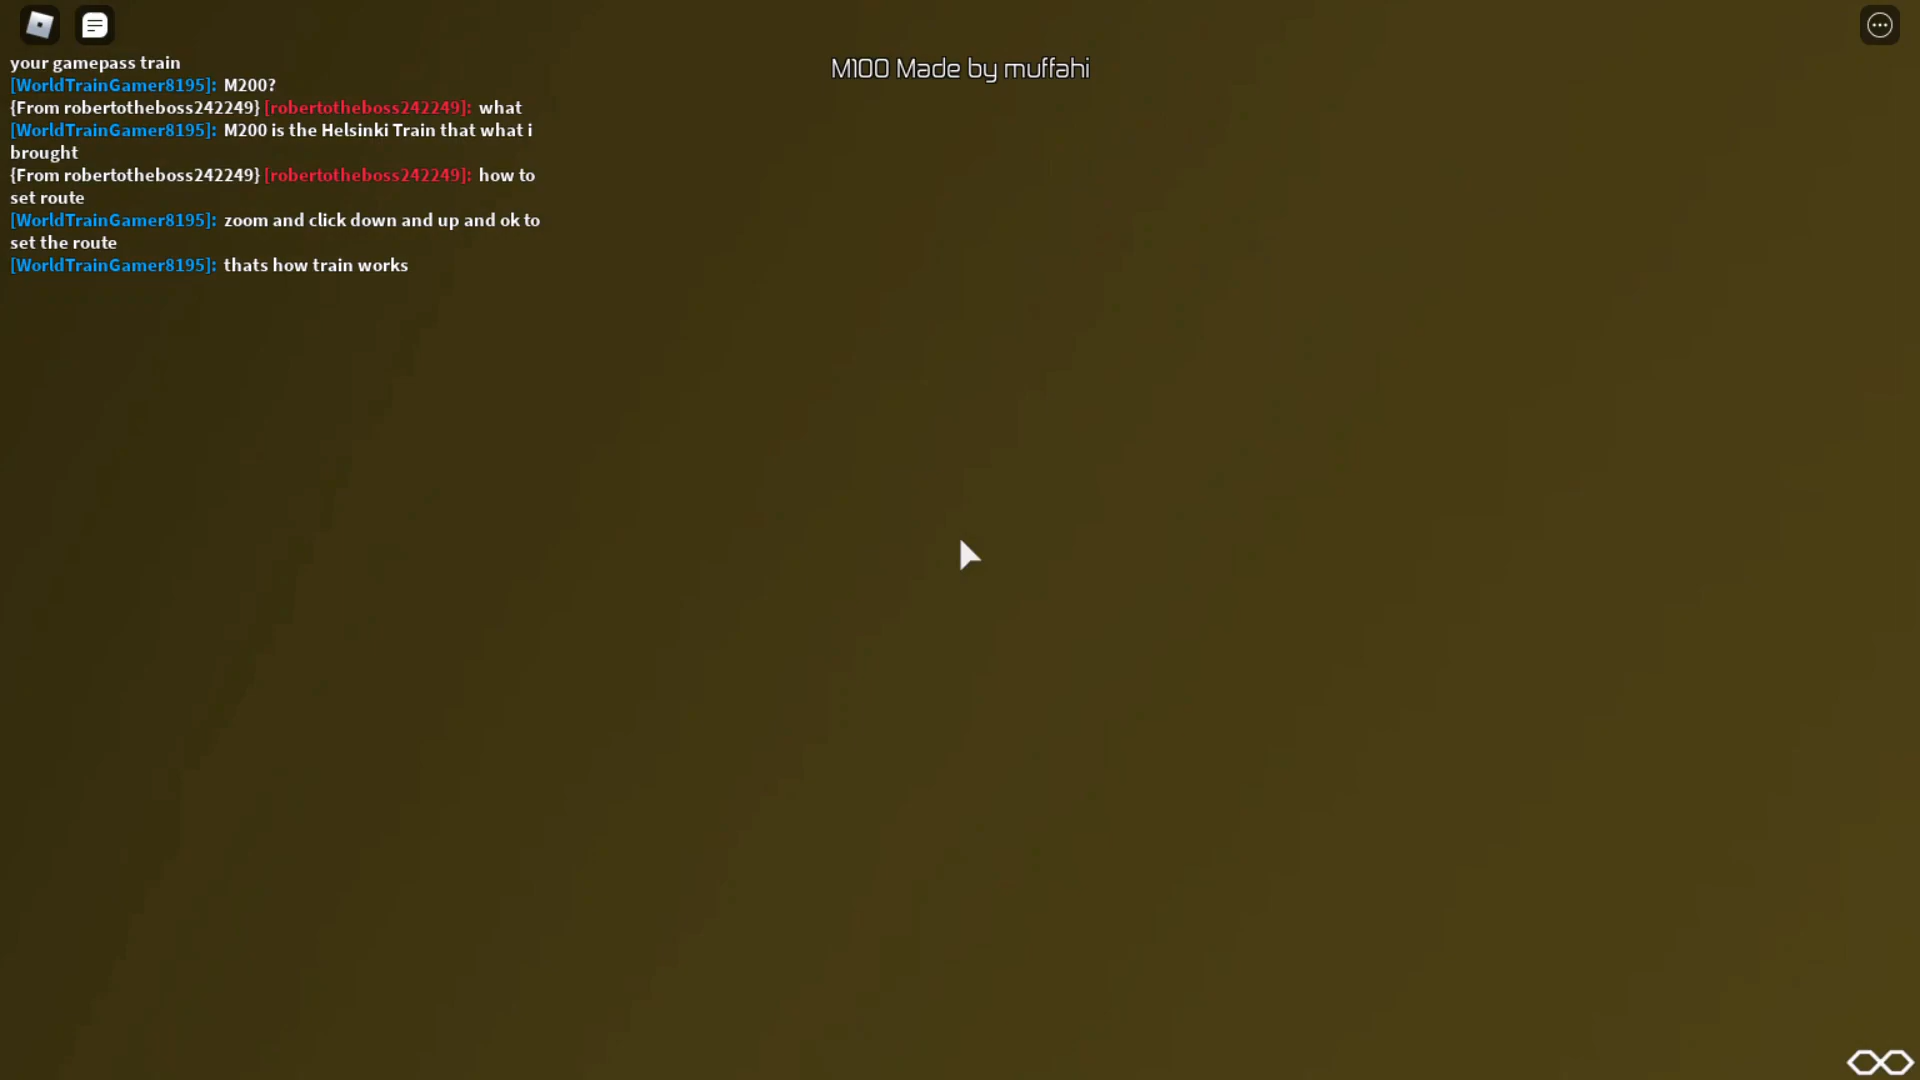 your gamepass train
M100 Made by muffahi
[WorldTrainGamer8195]: M200?
{From robertotheboss242249} [robertotheboss242249]: what
[WorldTrainGamer8195]: M200 is the Helsinki Train that what i
brought
{From robertotheboss242249} [robertotheboss242249]: how to
set route
[WorldTrainGamer8195]: zoom and click down and up and ok to
set the route
[WorldTrainGamer8195]: thats how train works